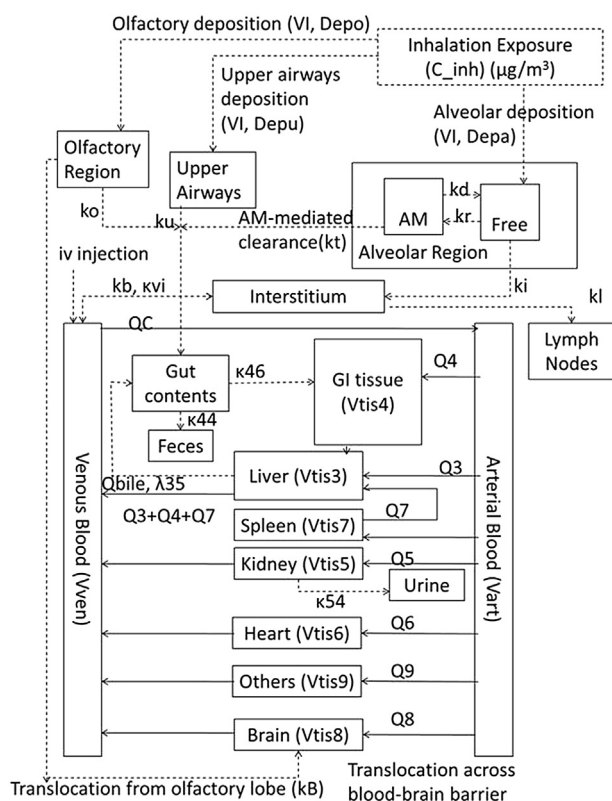 Olfactory deposition (VI, Depo)
Inhalation Exposure
(C_inh) (µg/m³)
Upper airways
deposition
(VI, Depu)
Alveolar deposition
(VI, Depa)
Olfactory
Region
Upper
Airways
AM
kd
kr
Free
Alveolar Region
ko
ku
AM-mediated
clearance(kt)
iv injection
kb, κvi
Interstitium
ki
kl
Lymph
Nodes
QC
Gut
contents
κ46
GI tissue
(Vtis4)
Q4
κ44
Feces
Venous Blood (Vven)
Arterial Blood (Vart)
Liver (Vtis3)
Q3
Qbile, λ35
Q3+Q4+Q7
Spleen (Vtis7)
Q7
Kidney (Vtis5)
Q5
Urine
κ54
Heart (Vtis6)
Q6
Others (Vtis9)
Q9
Brain (Vtis8)
Q8
Translocation from olfactory lobe (kB)
Translocation across
blood-brain barrier